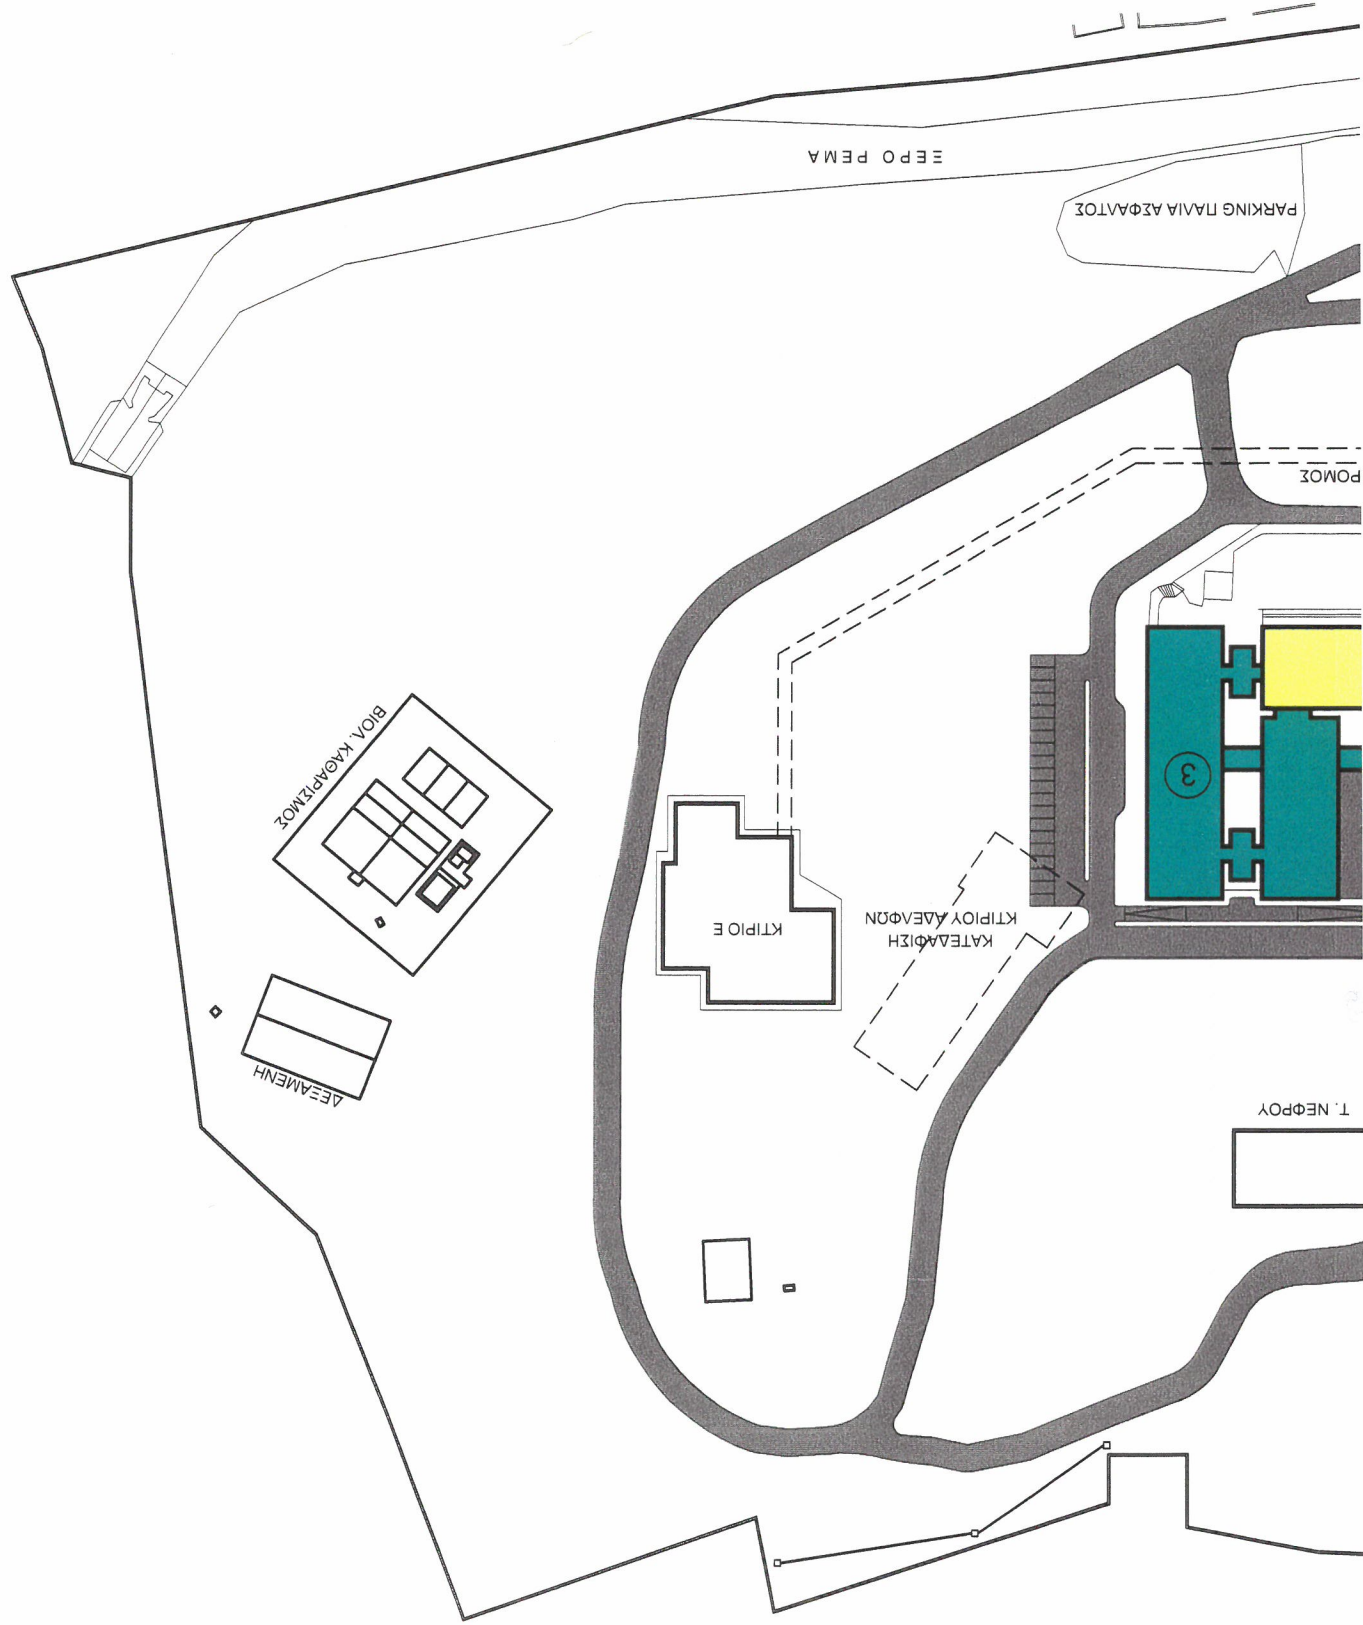 Τ. ΝΕΦΡΟΥ
ΔΕΞΑΜΕΝΗ
ΚΑΤΕΔΑΦΙΣΗ
ΚΤΙΡΙΟΥ ΑΔΕΛΦΩΝ
ΚΤΙΡΙΟ Ε
3
ΒΙΟΛ. ΚΑΘΑΡΙΣΜΟΣ
ΡΟΜΟΣ
PARKING ΠΑΛΙΑ ΑΣΦΑΛΤΟΣ
ΞΕΡΟ ΡΕΜΑ